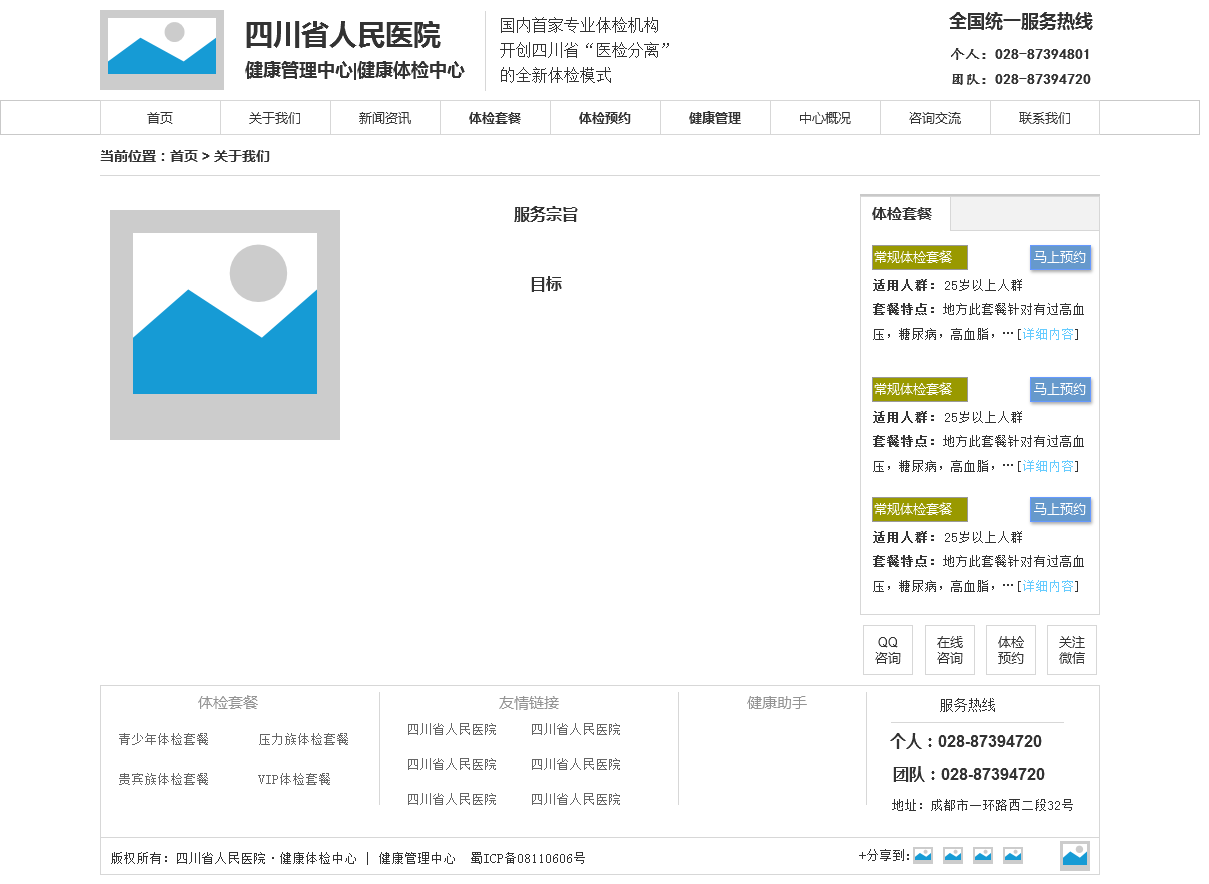 四川省人民医院
健康管理中心|健康体检中心
国内首家专业体检机构
开创四川省“医检分离”
的全新体检模式
全国统一服务热线
个人：028-87394801
团队：028-87394720
首页 关于我们 新闻资讯 体检套餐 体检预约 健康管理 中心概况 咨询交流 联系我们
当前位置：首页 > 关于我们
服务宗旨
目标
体检套餐
常规体检套餐 马上预约
适用人群：25岁以上人群
套餐特点：地方此套餐针对有过高血
压，糖尿病，高血脂，…[详细内容]
常规体检套餐 马上预约
适用人群：25岁以上人群
套餐特点：地方此套餐针对有过高血
压，糖尿病，高血脂，…[详细内容]
常规体检套餐 马上预约
适用人群：25岁以上人群
套餐特点：地方此套餐针对有过高血
压，糖尿病，高血脂，…[详细内容]
QQ 在线 体检 关注
咨询 咨询 预约 微信
体检套餐
青少年体检套餐 压力族体检套餐
贵宾族体检套餐 VIP体检套餐
友情链接
四川省人民医院 四川省人民医院
四川省人民医院 四川省人民医院
四川省人民医院 四川省人民医院
健康助手
服务热线
个人：028-87394720
团队：028-87394720
地址：成都市一环路西二段32号
版权所有：四川省人民医院·健康体检中心 | 健康管理中心 蜀ICP备08110606号
+分享到: